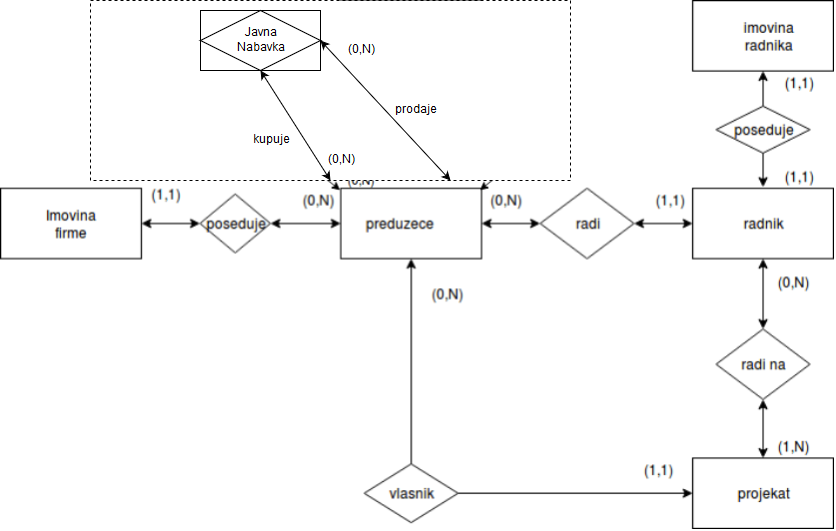 Javna
Nabavka
(0,N)
imovina
radnika
(1,1)
prodaje
poseduje
kupuje
(0,N)
(0,N)
(1,1)
(1,1)
(0,N)
(0,N)
(1,1)
Imovina
firme
poseduje
preduzece
radi
radnik
(0,N)
(0,N)
radi na
(1,N)
(1,1)
vlasnik
projekat